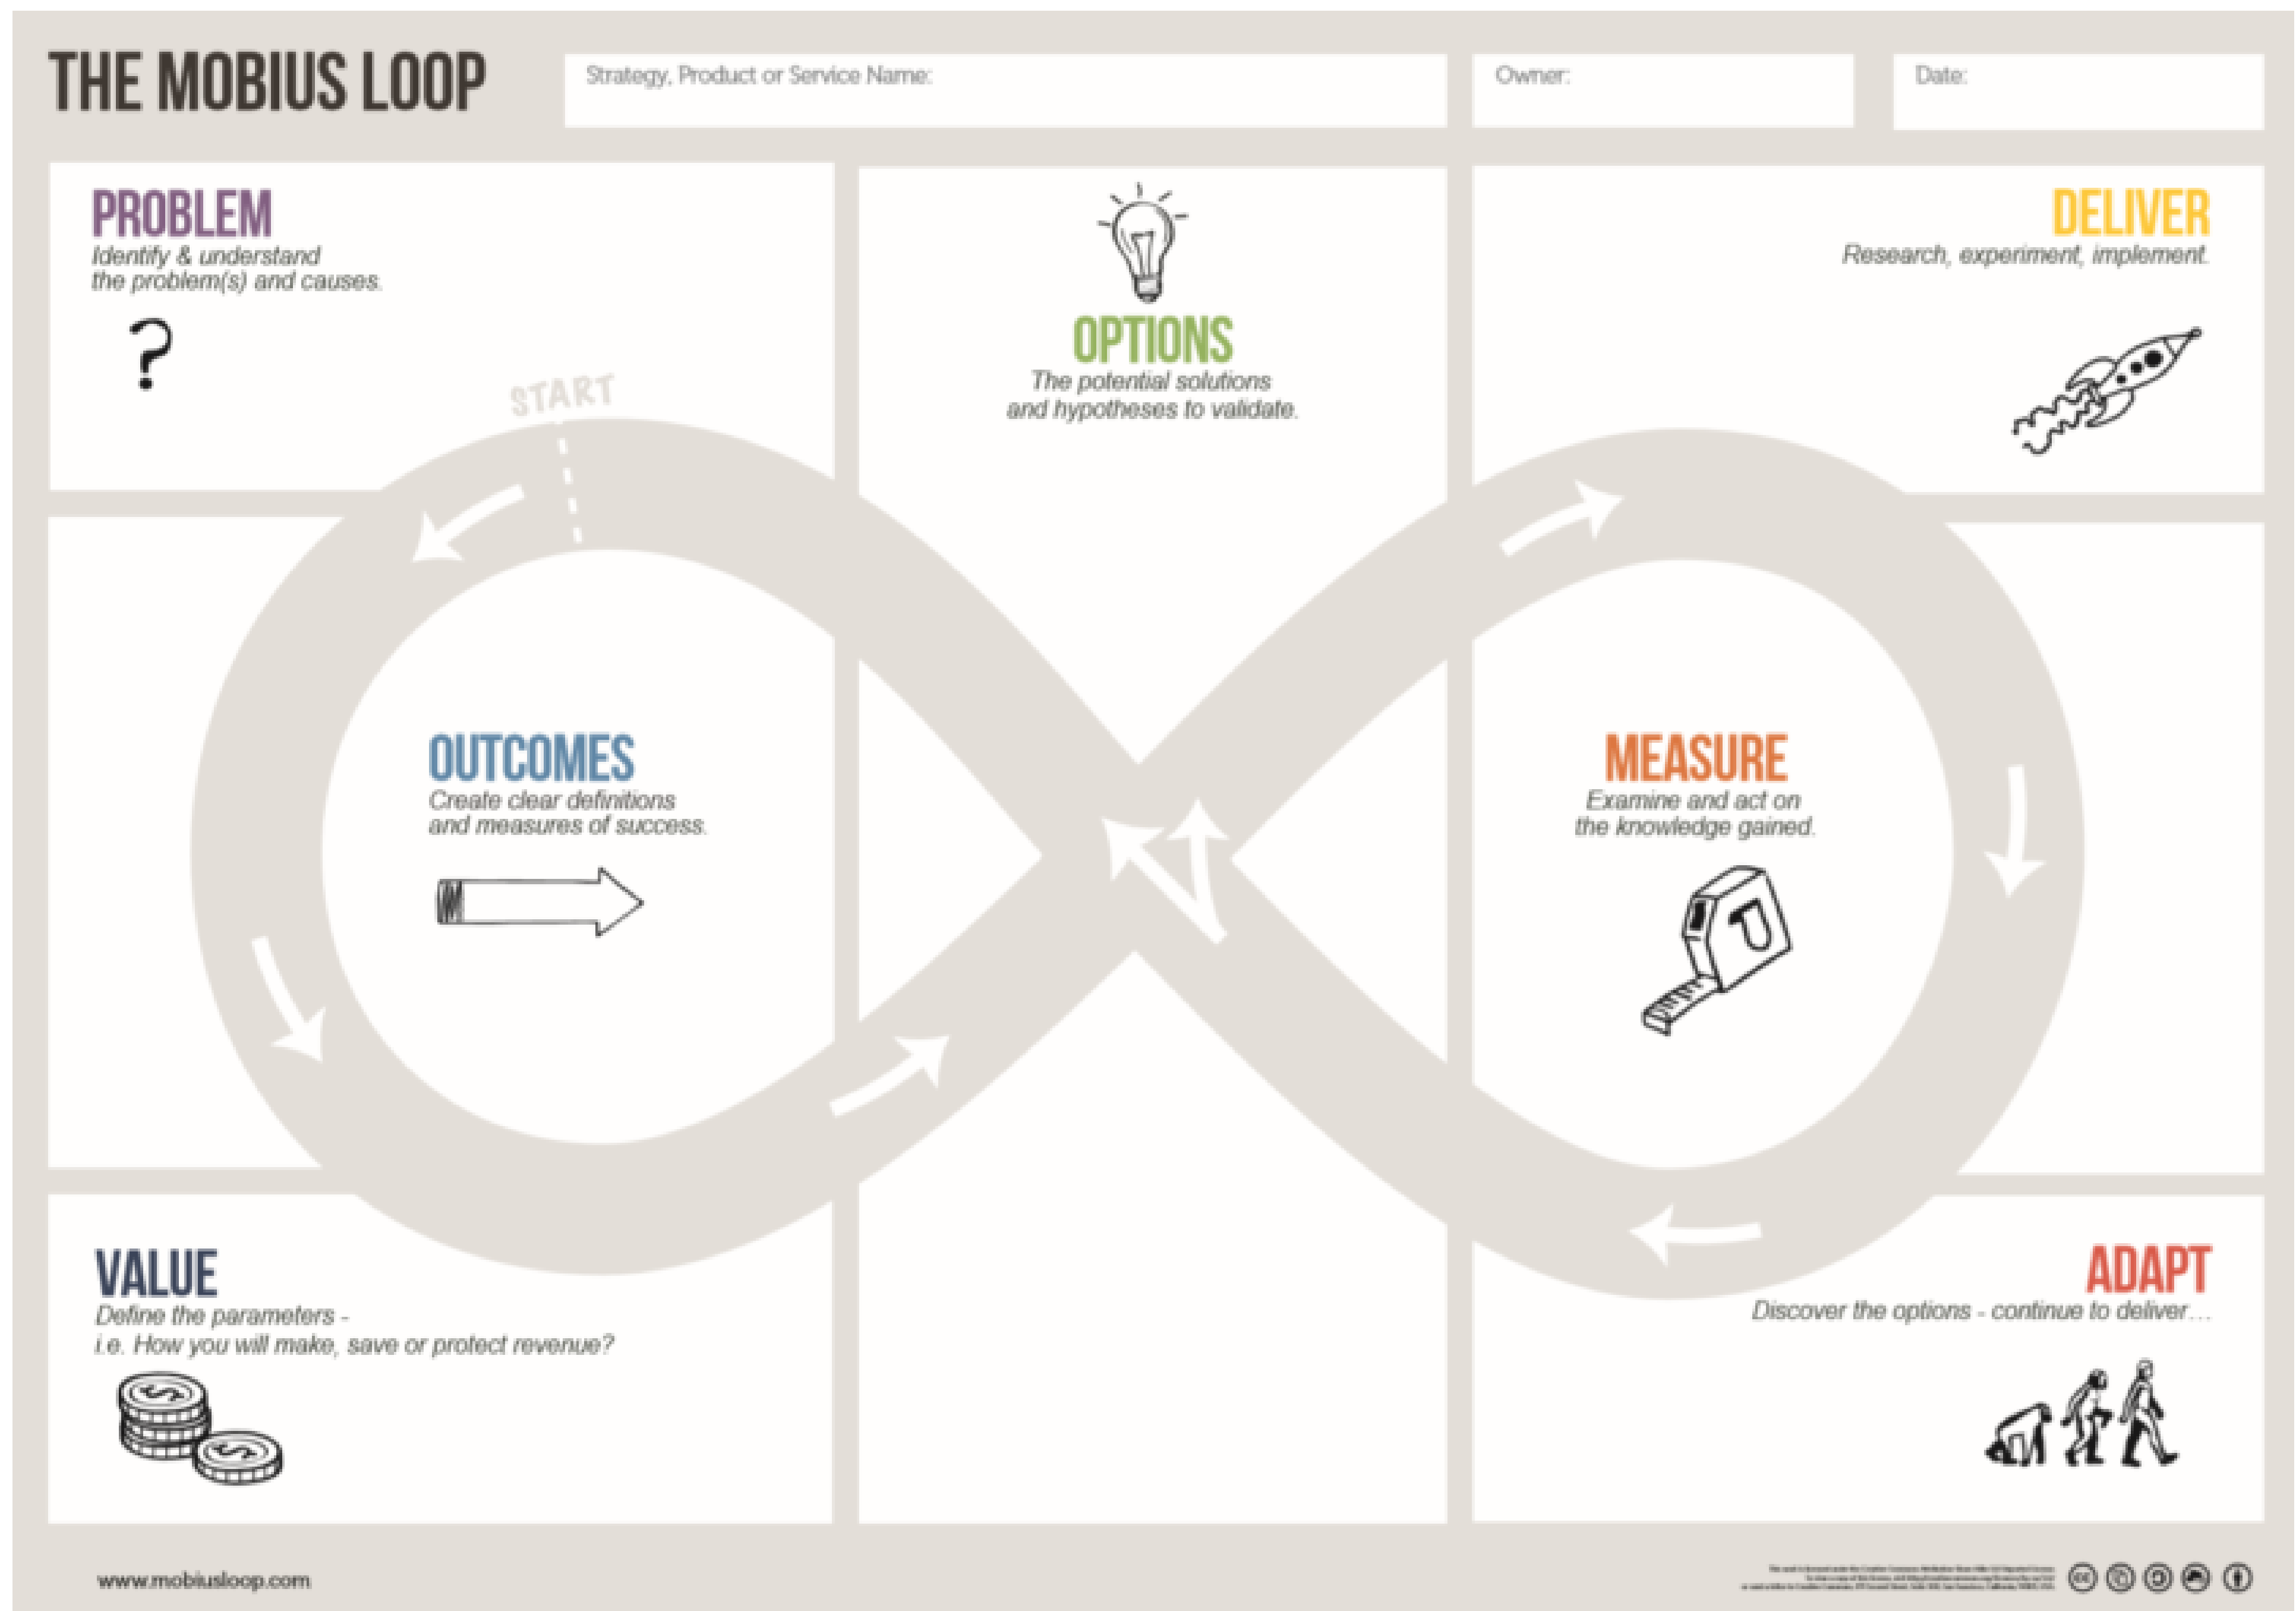 THE MOBIUS LOOP
Strategy, Product or Service Name:
Owner:
Date:
PROBLEM
Identify & understand
the problem(s) and causes.
?
START
OPTIONS
The potential solutions
and hypotheses to validate.
DELIVER
Research, experiment, implement.
OUTCOMES
Create clear definitions
and measures of success.
MEASURE
Examine and act on
the knowledge gained.
VALUE
Define the parameters -
i.e. How you will make, save or protect revenue?
ADAPT
Discover the options - continue to deliver...
www.mobiusloop.com